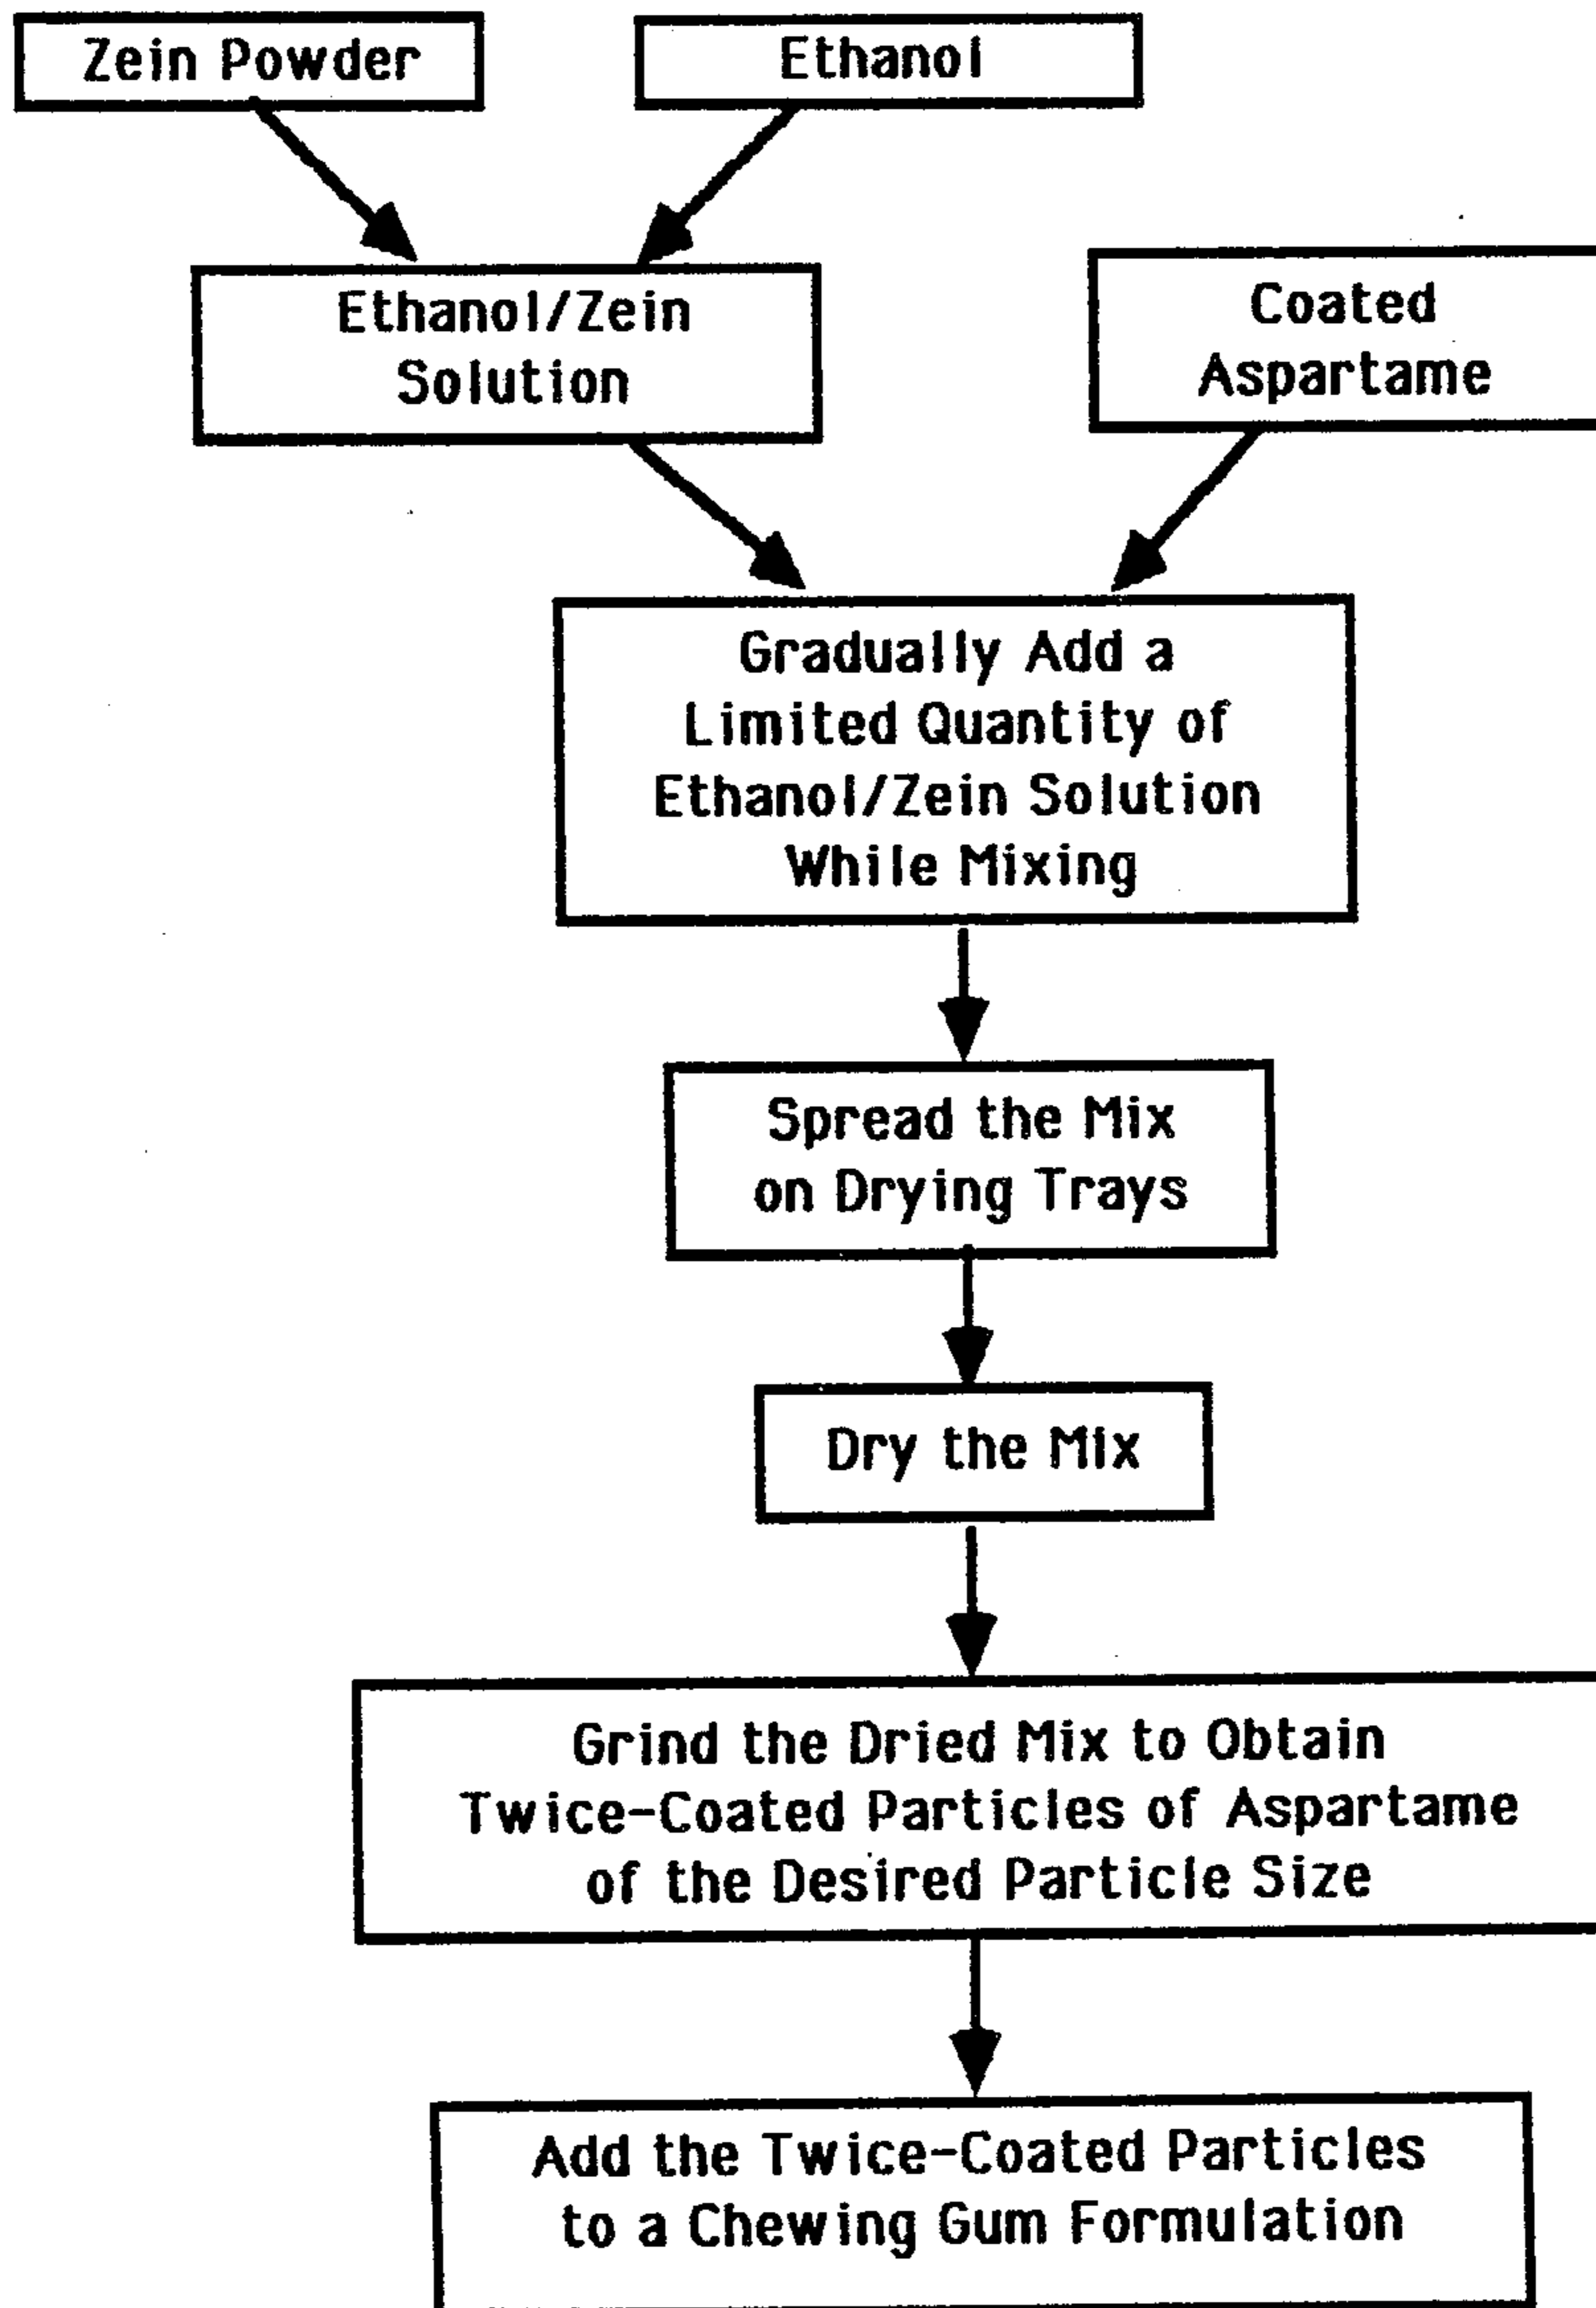 Zein Powder
Ethanol
Ethanol/Zein
Solution
Coated
Aspartame
Gradually Add a
Limited Quantity of
Ethanol/Zein Solution
While Mixing
Spread the Mix
on Drying Trays
Dry the Mix
Grind the Dried Mix to Obtain
Twice-Coated Particles of Aspartame
of the Desired Particle Size
Add the Twice-Coated Particles
to a Chewing Gum Formulation